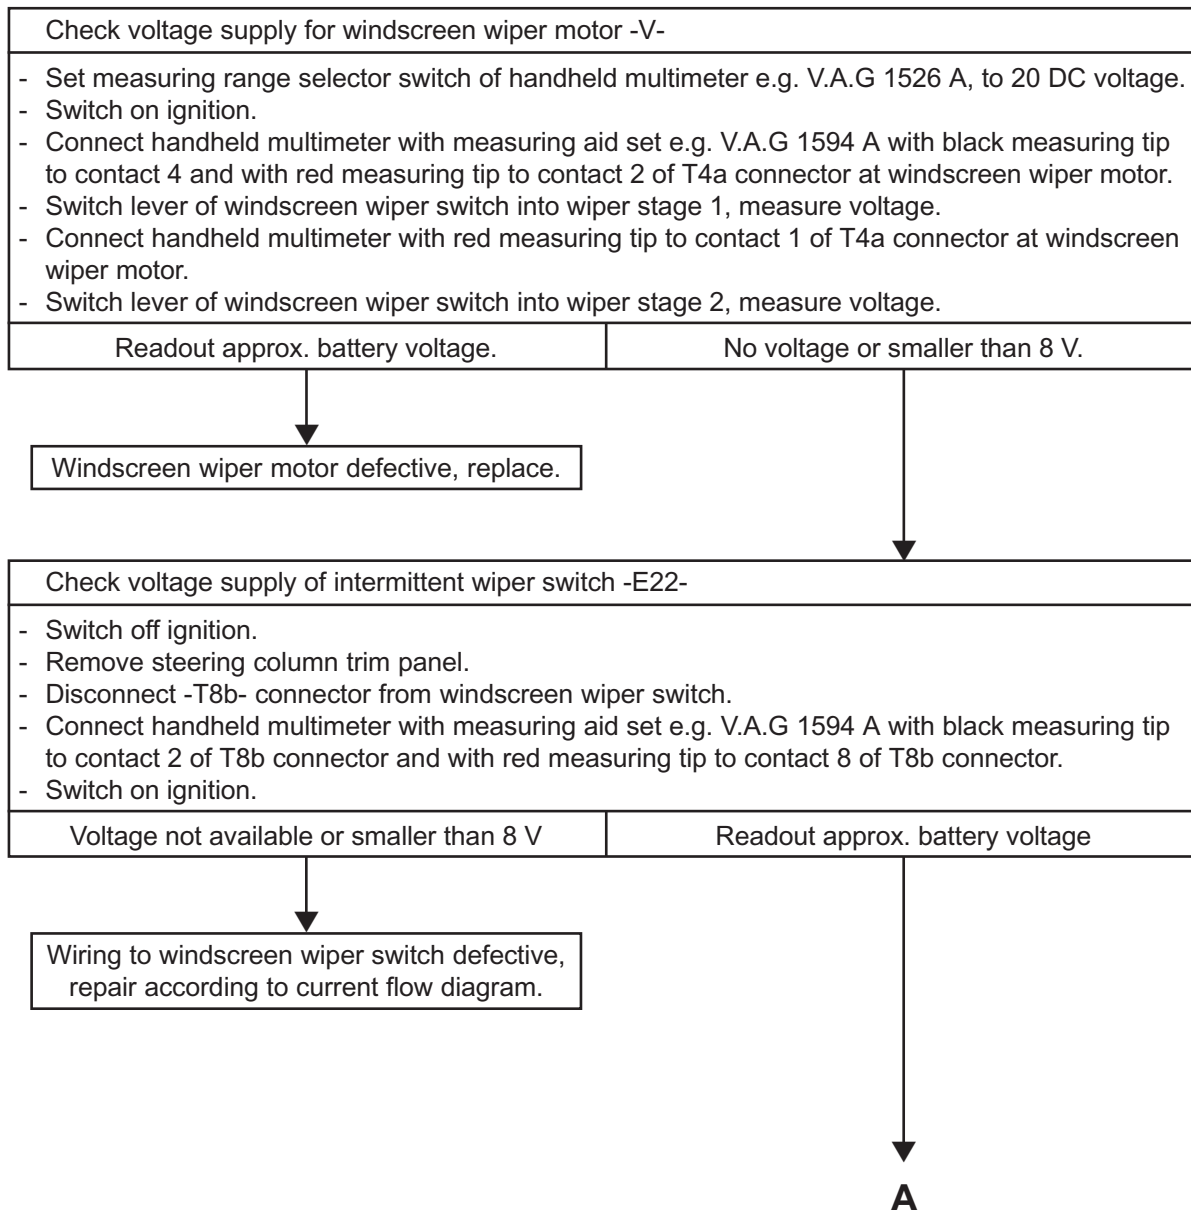 Check voltage supply for windscreen wiper motor -V-
- Set measuring range selector switch of handheld multimeter e.g. V.A.G 1526 A, to 20 DC voltage.
- Switch on ignition.
- Connect handheld multimeter with measuring aid set e.g. V.A.G 1594 A with black measuring tip
to contact 4 and with red measuring tip to contact 2 of T4a connector at windscreen wiper motor.
- Switch lever of windscreen wiper switch into wiper stage 1, measure voltage.
- Connect handheld multimeter with red measuring tip to contact 1 of T4a connector at windscreen
wiper motor.
- Switch lever of windscreen wiper switch into wiper stage 2, measure voltage.
Readout approx. battery voltage.
No voltage or smaller than 8 V.
Windscreen wiper motor defective, replace.
Check voltage supply of intermittent wiper switch -E22-
- Switch off ignition.
- Remove steering column trim panel.
- Disconnect -T8b- connector from windscreen wiper switch.
- Connect handheld multimeter with measuring aid set e.g. V.A.G 1594 A with black measuring tip
to contact 2 of T8b connector and with red measuring tip to contact 8 of T8b connector.
- Switch on ignition.
Voltage not available or smaller than 8 V
Readout approx. battery voltage
Wiring to windscreen wiper switch defective,
repair according to current flow diagram.
A